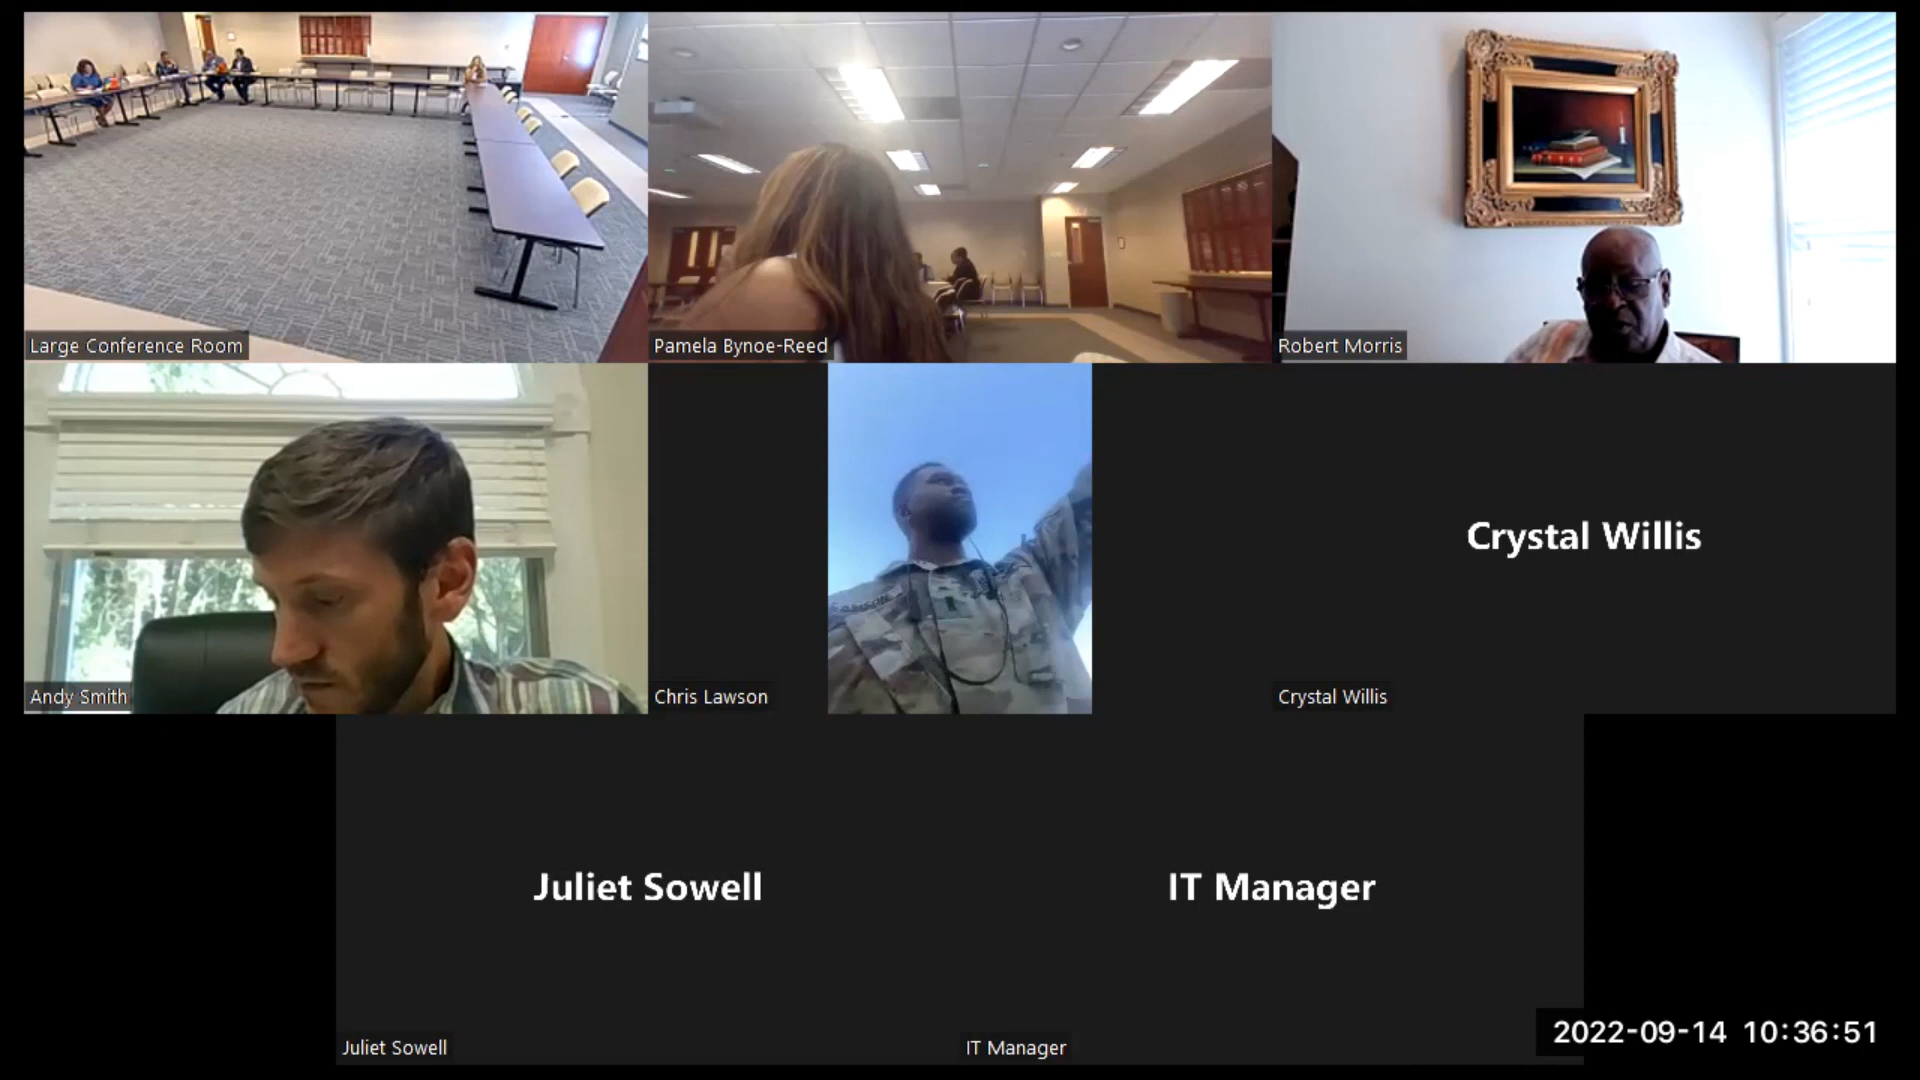 Large Conference Room
Pamela Bynoe-Reed
Robert Morris
Andy Smith
Chris Lawson
Crystal Willis
Crystal Willis
Juliet Sowell
IT Manager
Juliet Sowell
IT Manager
2022-09-14 10:36:51